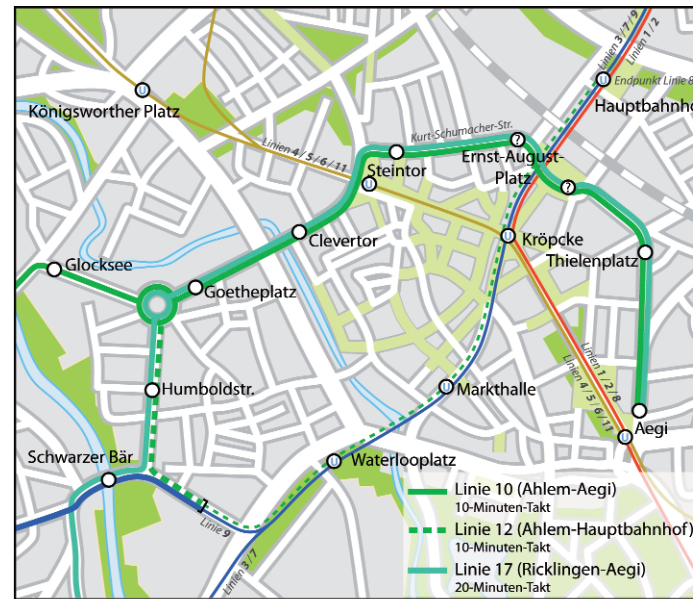 Linien 3/7/9
Linien 1/2
Endpunkt Linie 8
Hauptbahnhof
U
Königsworther Platz
U
Linien 4/5/6/11
Kurt-Schumacher-Str.
?
Ernst-August-
Platz
?
Steintor
U
Clevertor
U
Kröpcke
Thielenplatz
Glocksee
Goetheplatz
Humboldstr.
Markthalle
U
Linien 1/2/8
Linien 4/5/6/11
Aegi
U
Schwarzer Bär
Waterlooplatz
U
Linie 9
Linien 3/7
Linie 10 (Ahlem-Aegi)
10-Minuten-Takt
Linie 12 (Ahlem-Hauptbahnhof)
10-Minuten-Takt
Linie 17 (Ricklingen-Aegi)
20-Minuten-Takt